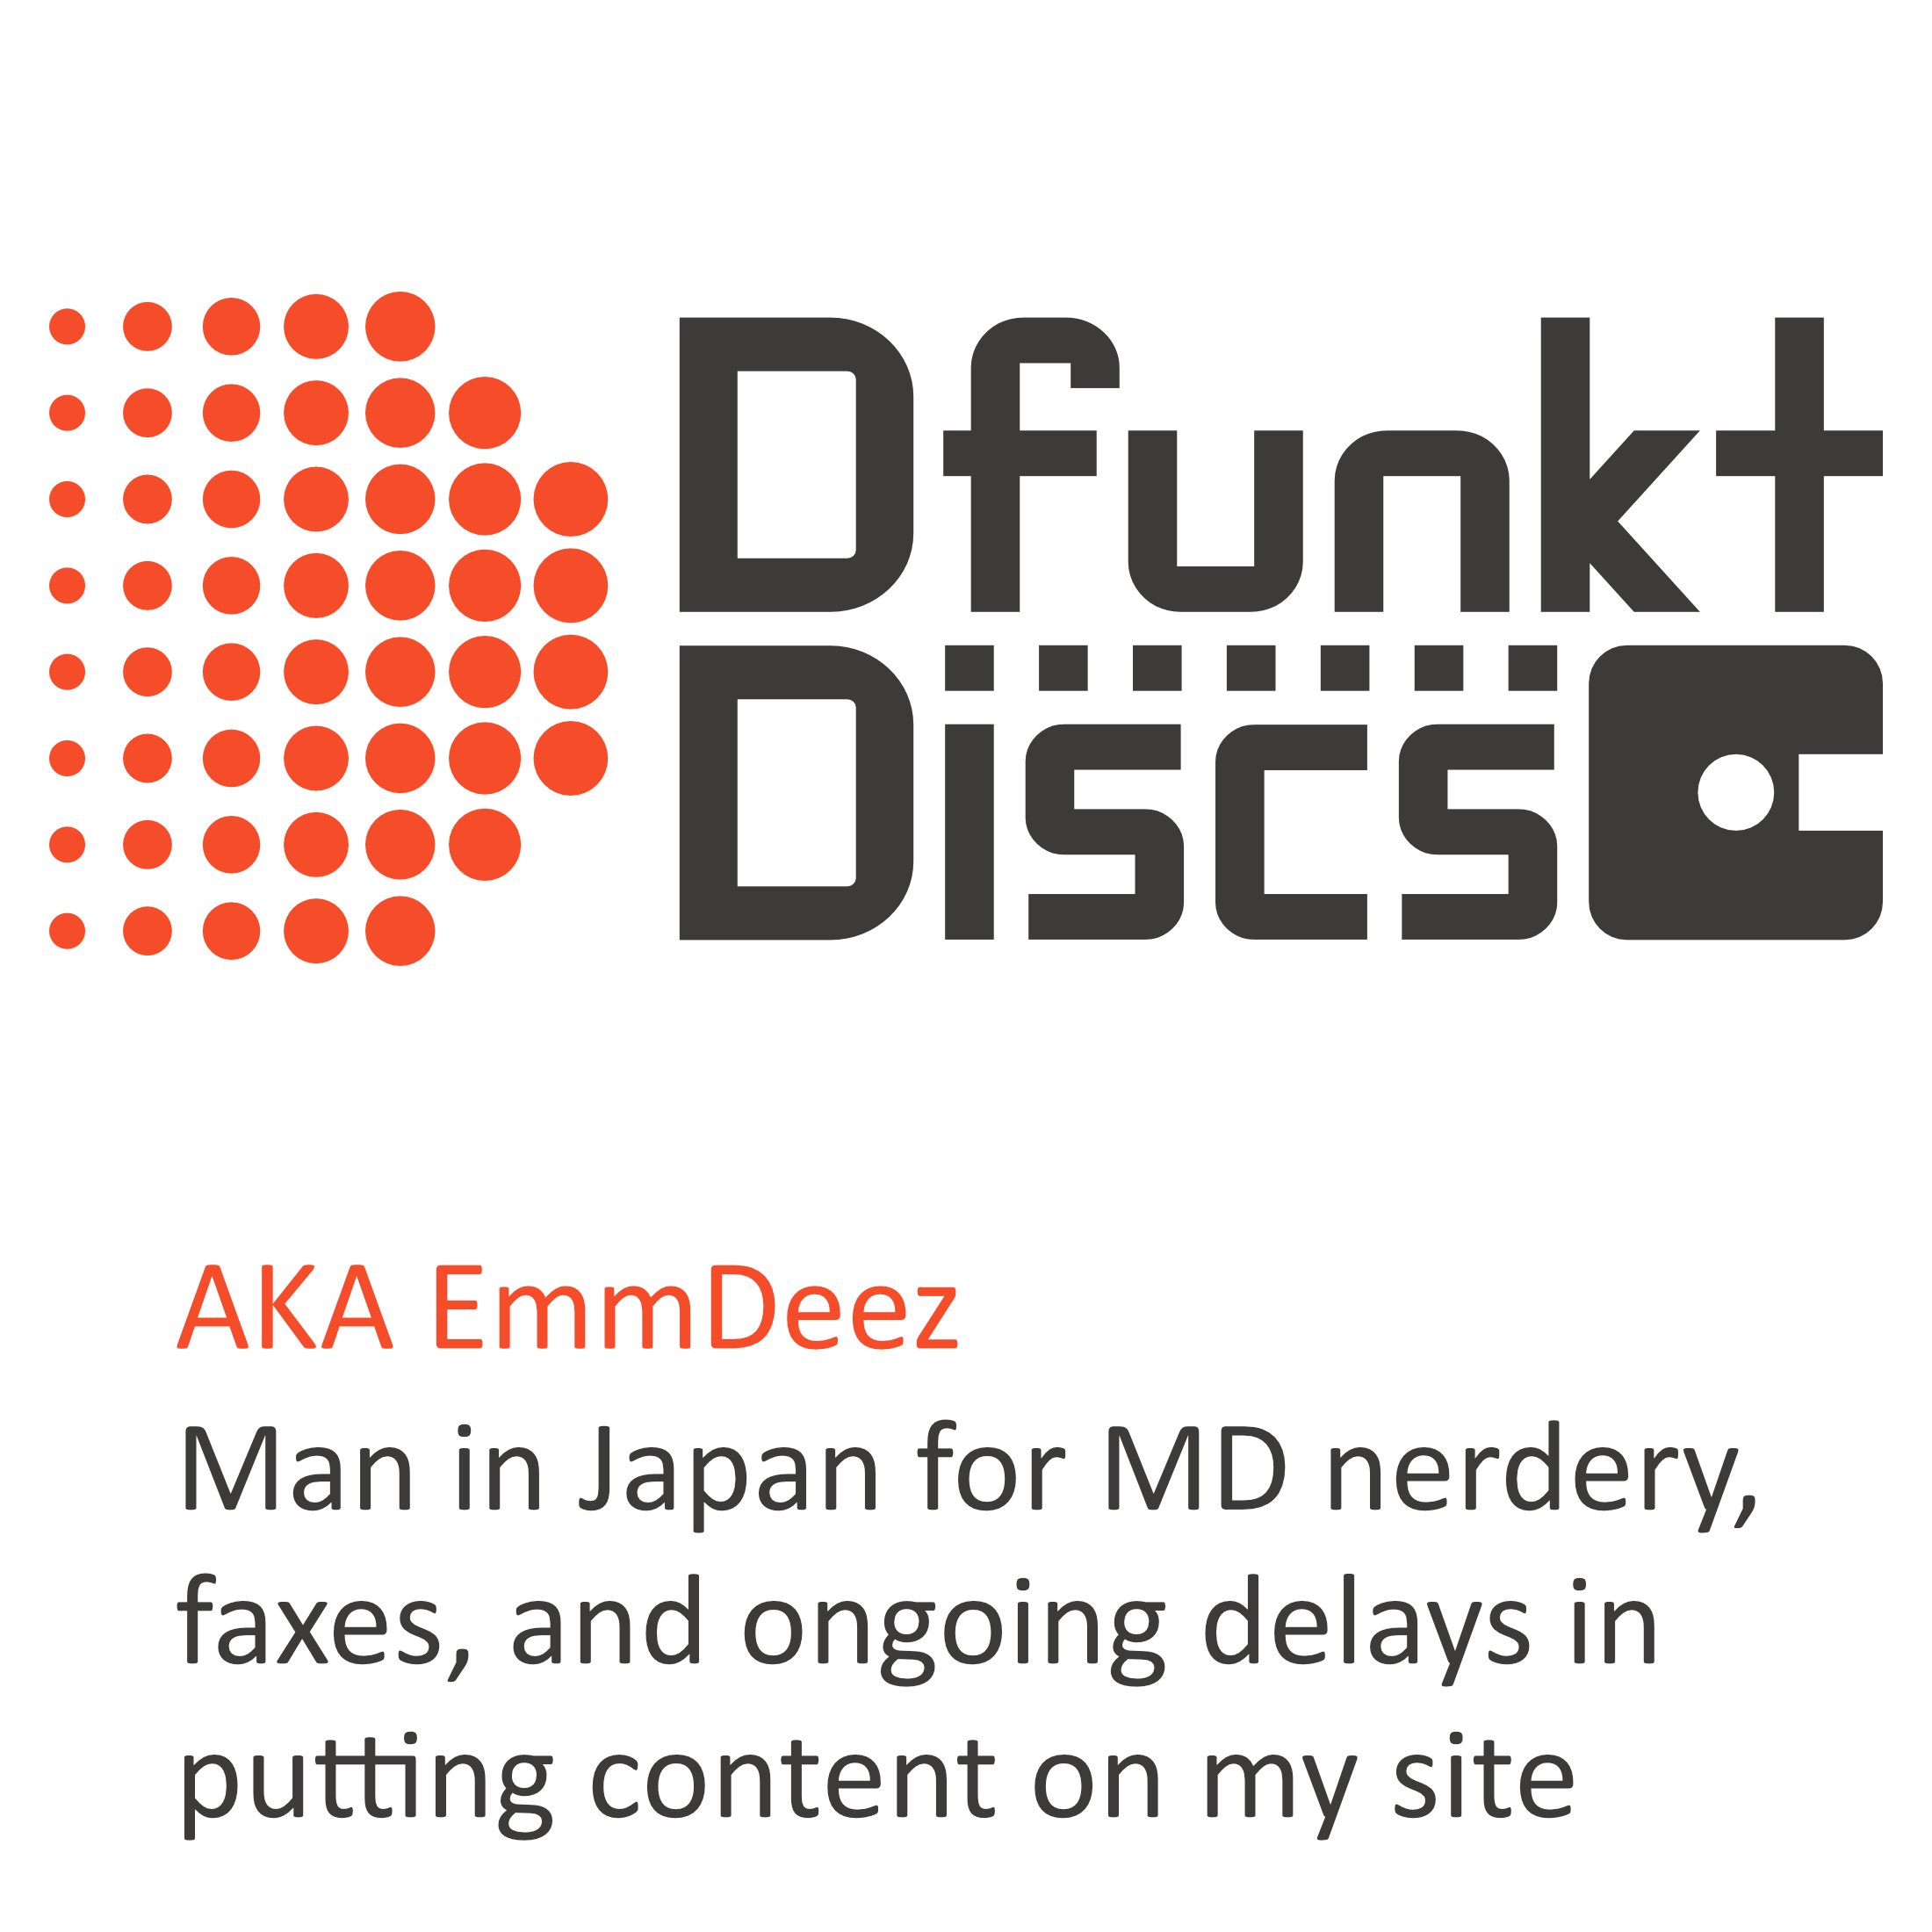 Dfunkt
Discs
AKA EmmDeez
Man in Japan for MD nerdery,
faxes, and ongoing delays in
putting content on my site